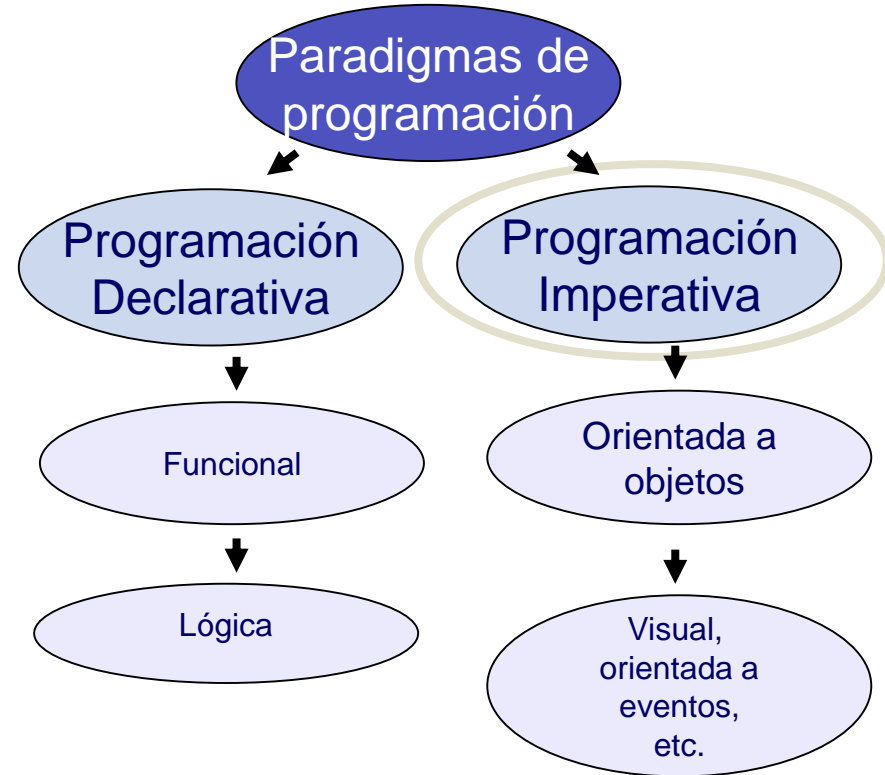 Paradigmas de
programación
Programación
Declarativa
Programación
Imperativa
Funcional
Orientada a
objetos
Lógica
Visual,
orientada a
eventos,
etc.